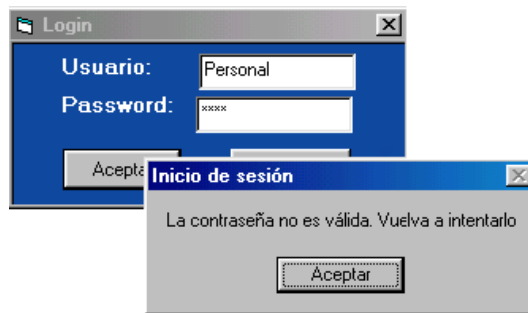 Login
Usuario: Personal
Password: ****
Acepta
Inicio de sesión
La contraseña no es válida. Vuelva a intentarlo
Aceptar